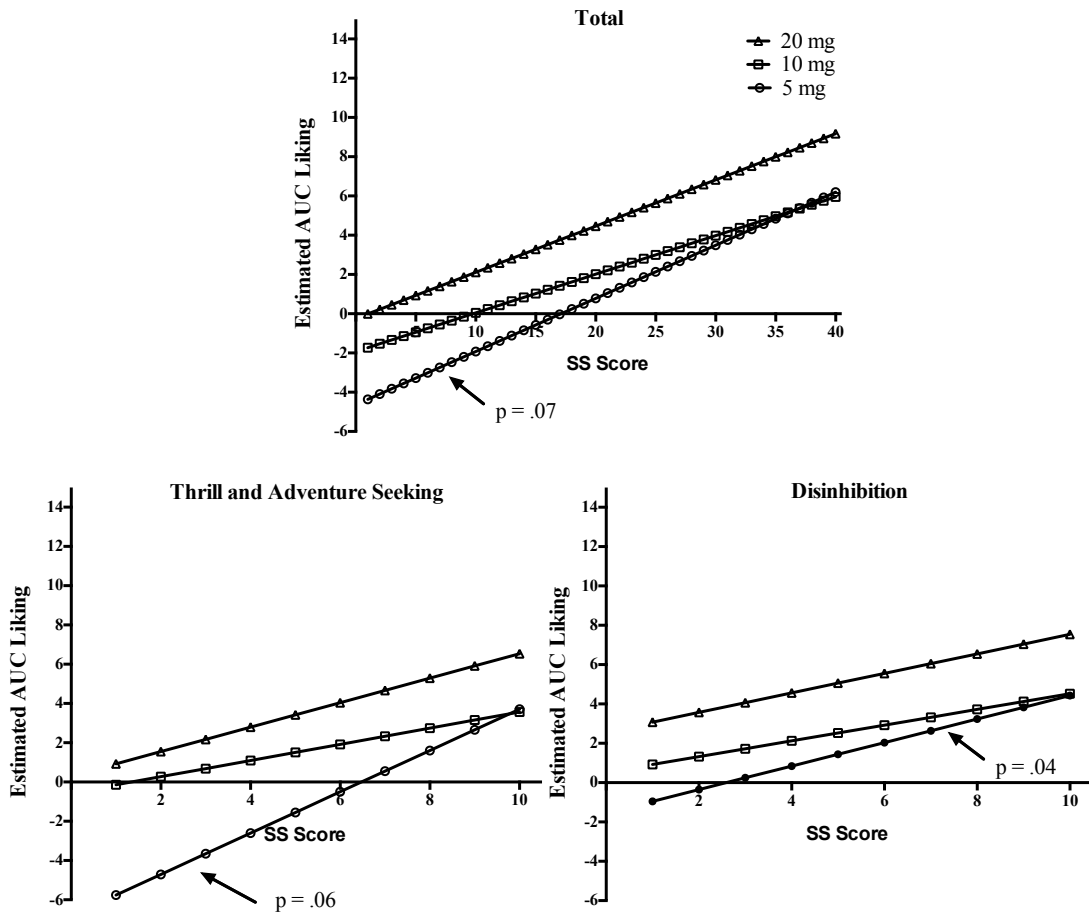 Total
14
12
10
8
6
4
2
0
-2
-4
-6
5 10 15 20 25 30 35 40
Estimated AUC Liking
SS Score
20 mg
10 mg
5 mg
p = .07
Thrill and Adventure Seeking
14
12
10
8
6
4
2
0
-2
-4
-6
2 4 6 8 10
Estimated AUC Liking
SS Score
p = .06
Disinhibition
14
12
10
8
6
4
2
0
-2
-4
-6
2 4 6 8 10
Estimated AUC Liking
SS Score
p = .04